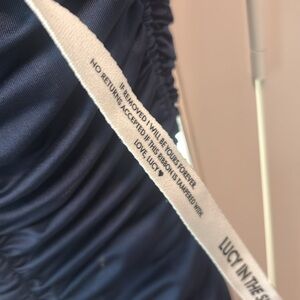 IF REMOVED I WILL BE YOURS FOREVER.
NO RETURNS ACCEPTED IF THIS RIBBON IS TAMPERED WITH.
LOVE, LUCY♥
LUCY IN THE S